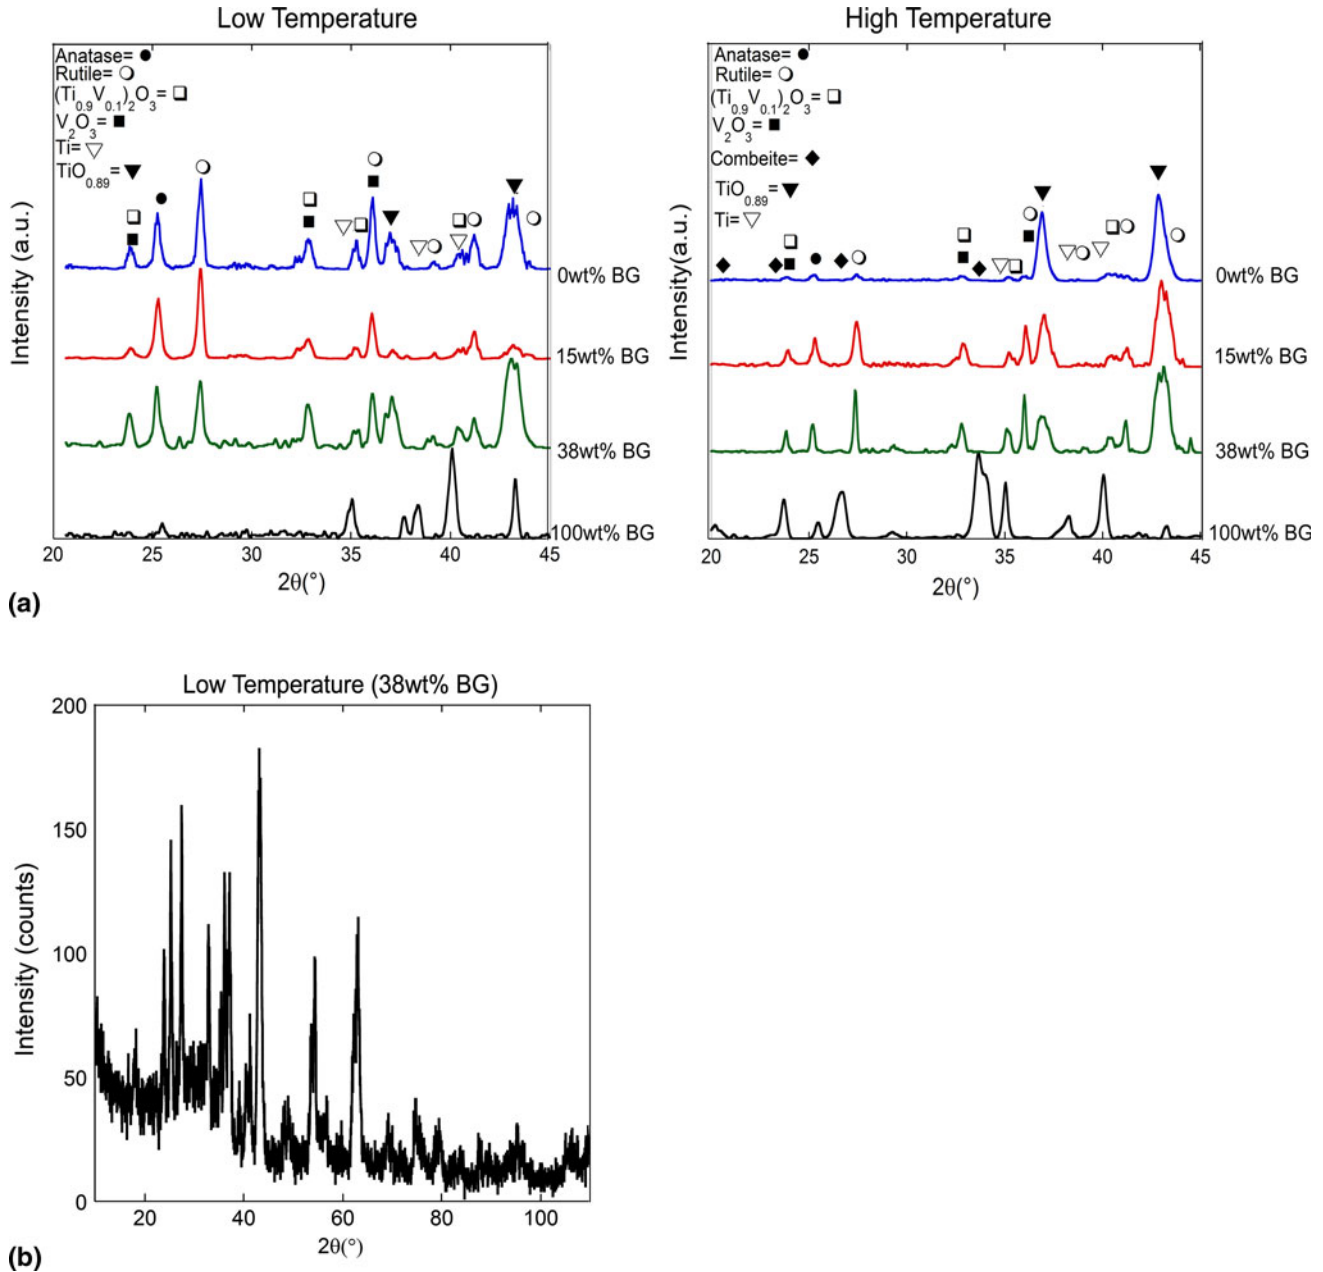 Low Temperature
Anatase= ●
Rutile= ○
(Ti0.9V0.1)2O3= ❑
V2O3= ■
Ti= ▽
TiO0.89= ▼
Intensity (a.u.)
0wt% BG
15wt% BG
38wt% BG
100wt% BG
20 25 30 35 40 45
2θ(°)
High Temperature
Anatase= ●
Rutile= ○
(Ti0.9V0.1)2O3= ❑
V2O3= ■
Combeite= ◆
TiO0.89= ▼
Ti= ▽
Intensity(a.u.)
0wt% BG
15wt% BG
38wt% BG
100wt% BG
20 25 30 35 40 45
2θ(°)
(a)
Low Temperature (38wt% BG)
200
150
100
50
0
Intensity (counts)
20 40 60 80 100
2θ(°)
(b)